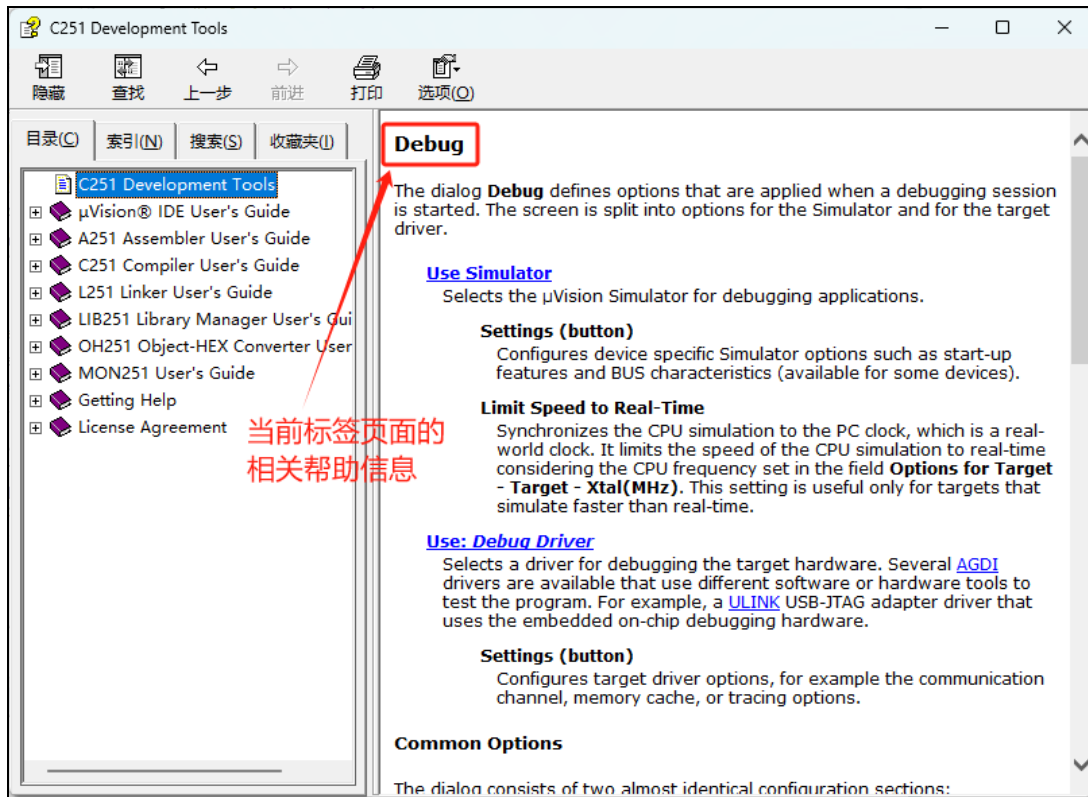 C251 Development Tools
隐藏 查找 上一步 前进 打印 选项(O)
目录(C) 索引(N) 搜索(S) 收藏夹(I)
C251 Development Tools
µVision® IDE User's Guide
A251 Assembler User's Guide
C251 Compiler User's Guide
L251 Linker User's Guide
LIB251 Library Manager User's Gui
OH251 Object-HEX Converter User
MON251 User's Guide
Getting Help
License Agreement
当前标签页面的
相关帮助信息
Debug
The dialog Debug defines options that are applied when a debugging session
is started. The screen is split into options for the Simulator and for the target
driver.
Use Simulator
Selects the µVision Simulator for debugging applications.
Settings (button)
Configures device specific Simulator options such as start-up
features and BUS characteristics (available for some devices).
Limit Speed to Real-Time
Synchronizes the CPU simulation to the PC clock, which is a real-
world clock. It limits the speed of the CPU simulation to real-time
considering the CPU frequency set in the field Options for Target
- Target - Xtal(MHz). This setting is useful only for targets that
simulate faster than real-time.
Use: Debug Driver
Selects a driver for debugging the target hardware. Several AGDI
drivers are available that use different software or hardware tools to
test the program. For example, a ULINK USB-JTAG adapter driver that
uses the embedded on-chip debugging hardware.
Settings (button)
Configures target driver options, for example the communication
channel, memory cache, or tracing options.
Common Options
The dialog consists of two almost identical configuration sections: